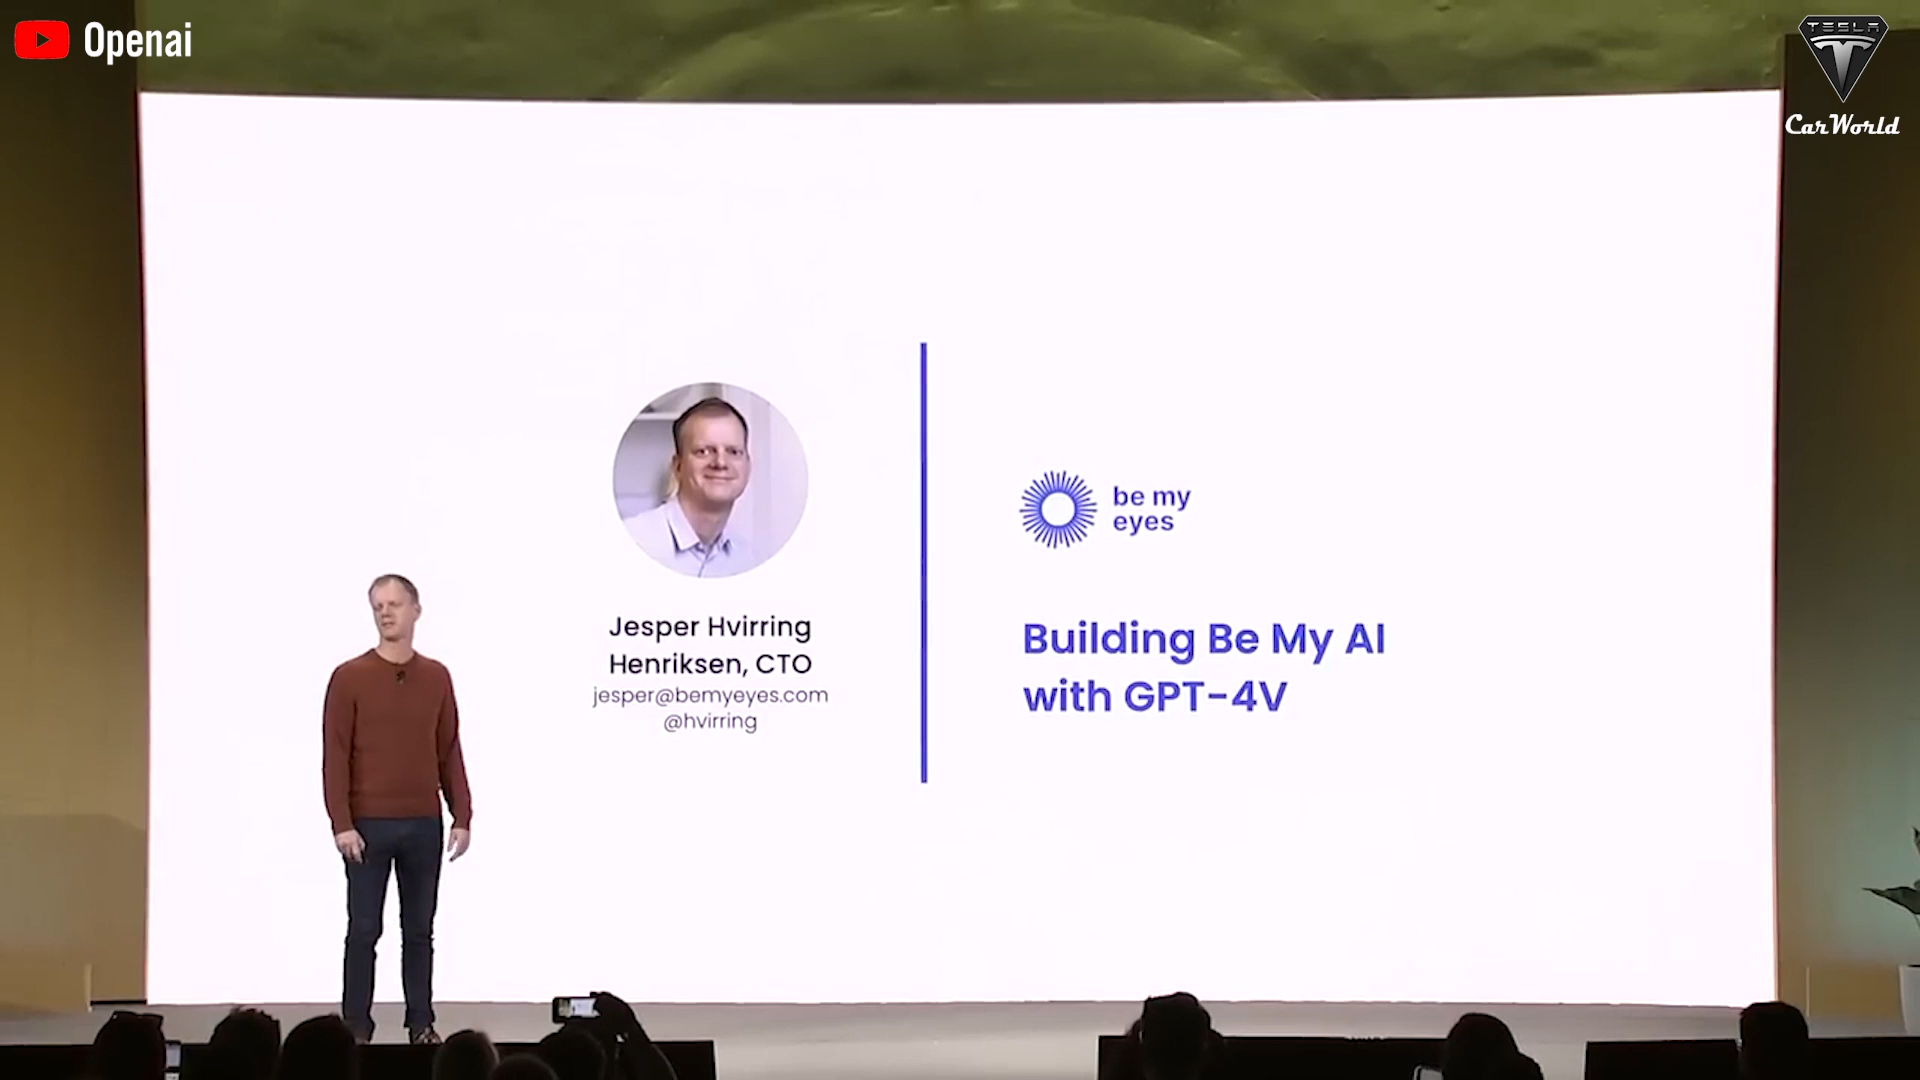 Openai
TESLA
CarWorld
Jesper Hvirring
Henriksen, CTO
jesper@bemyeyes.com
@hvirring
be my
eyes
Building Be My AI
with GPT-4V